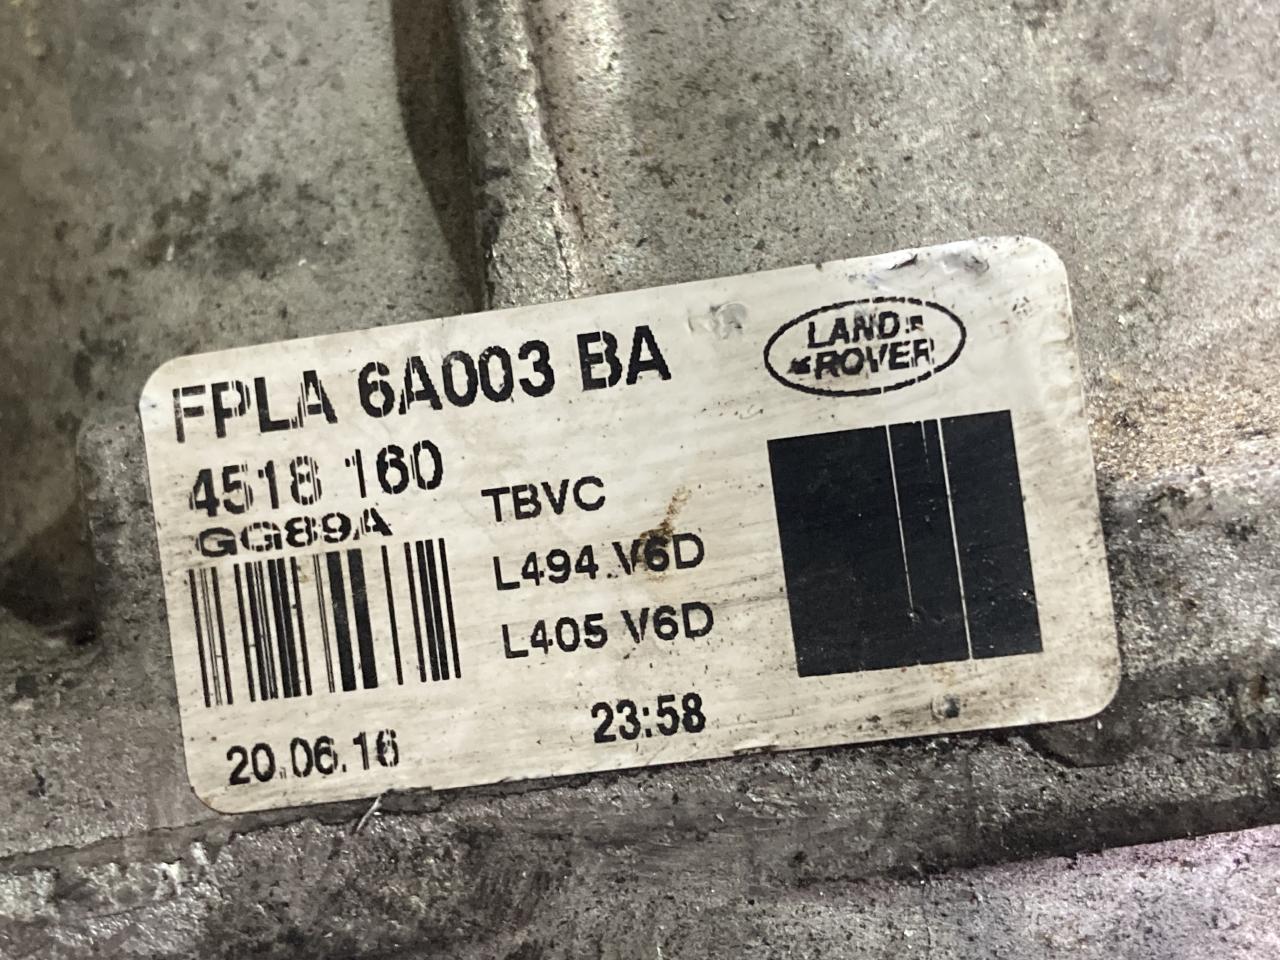 FPLA 6A003 BA
LAND
ROVER
4518 160
GG89A
TBVC
L494 V6D
L405 V6D
20.06.16
23:58